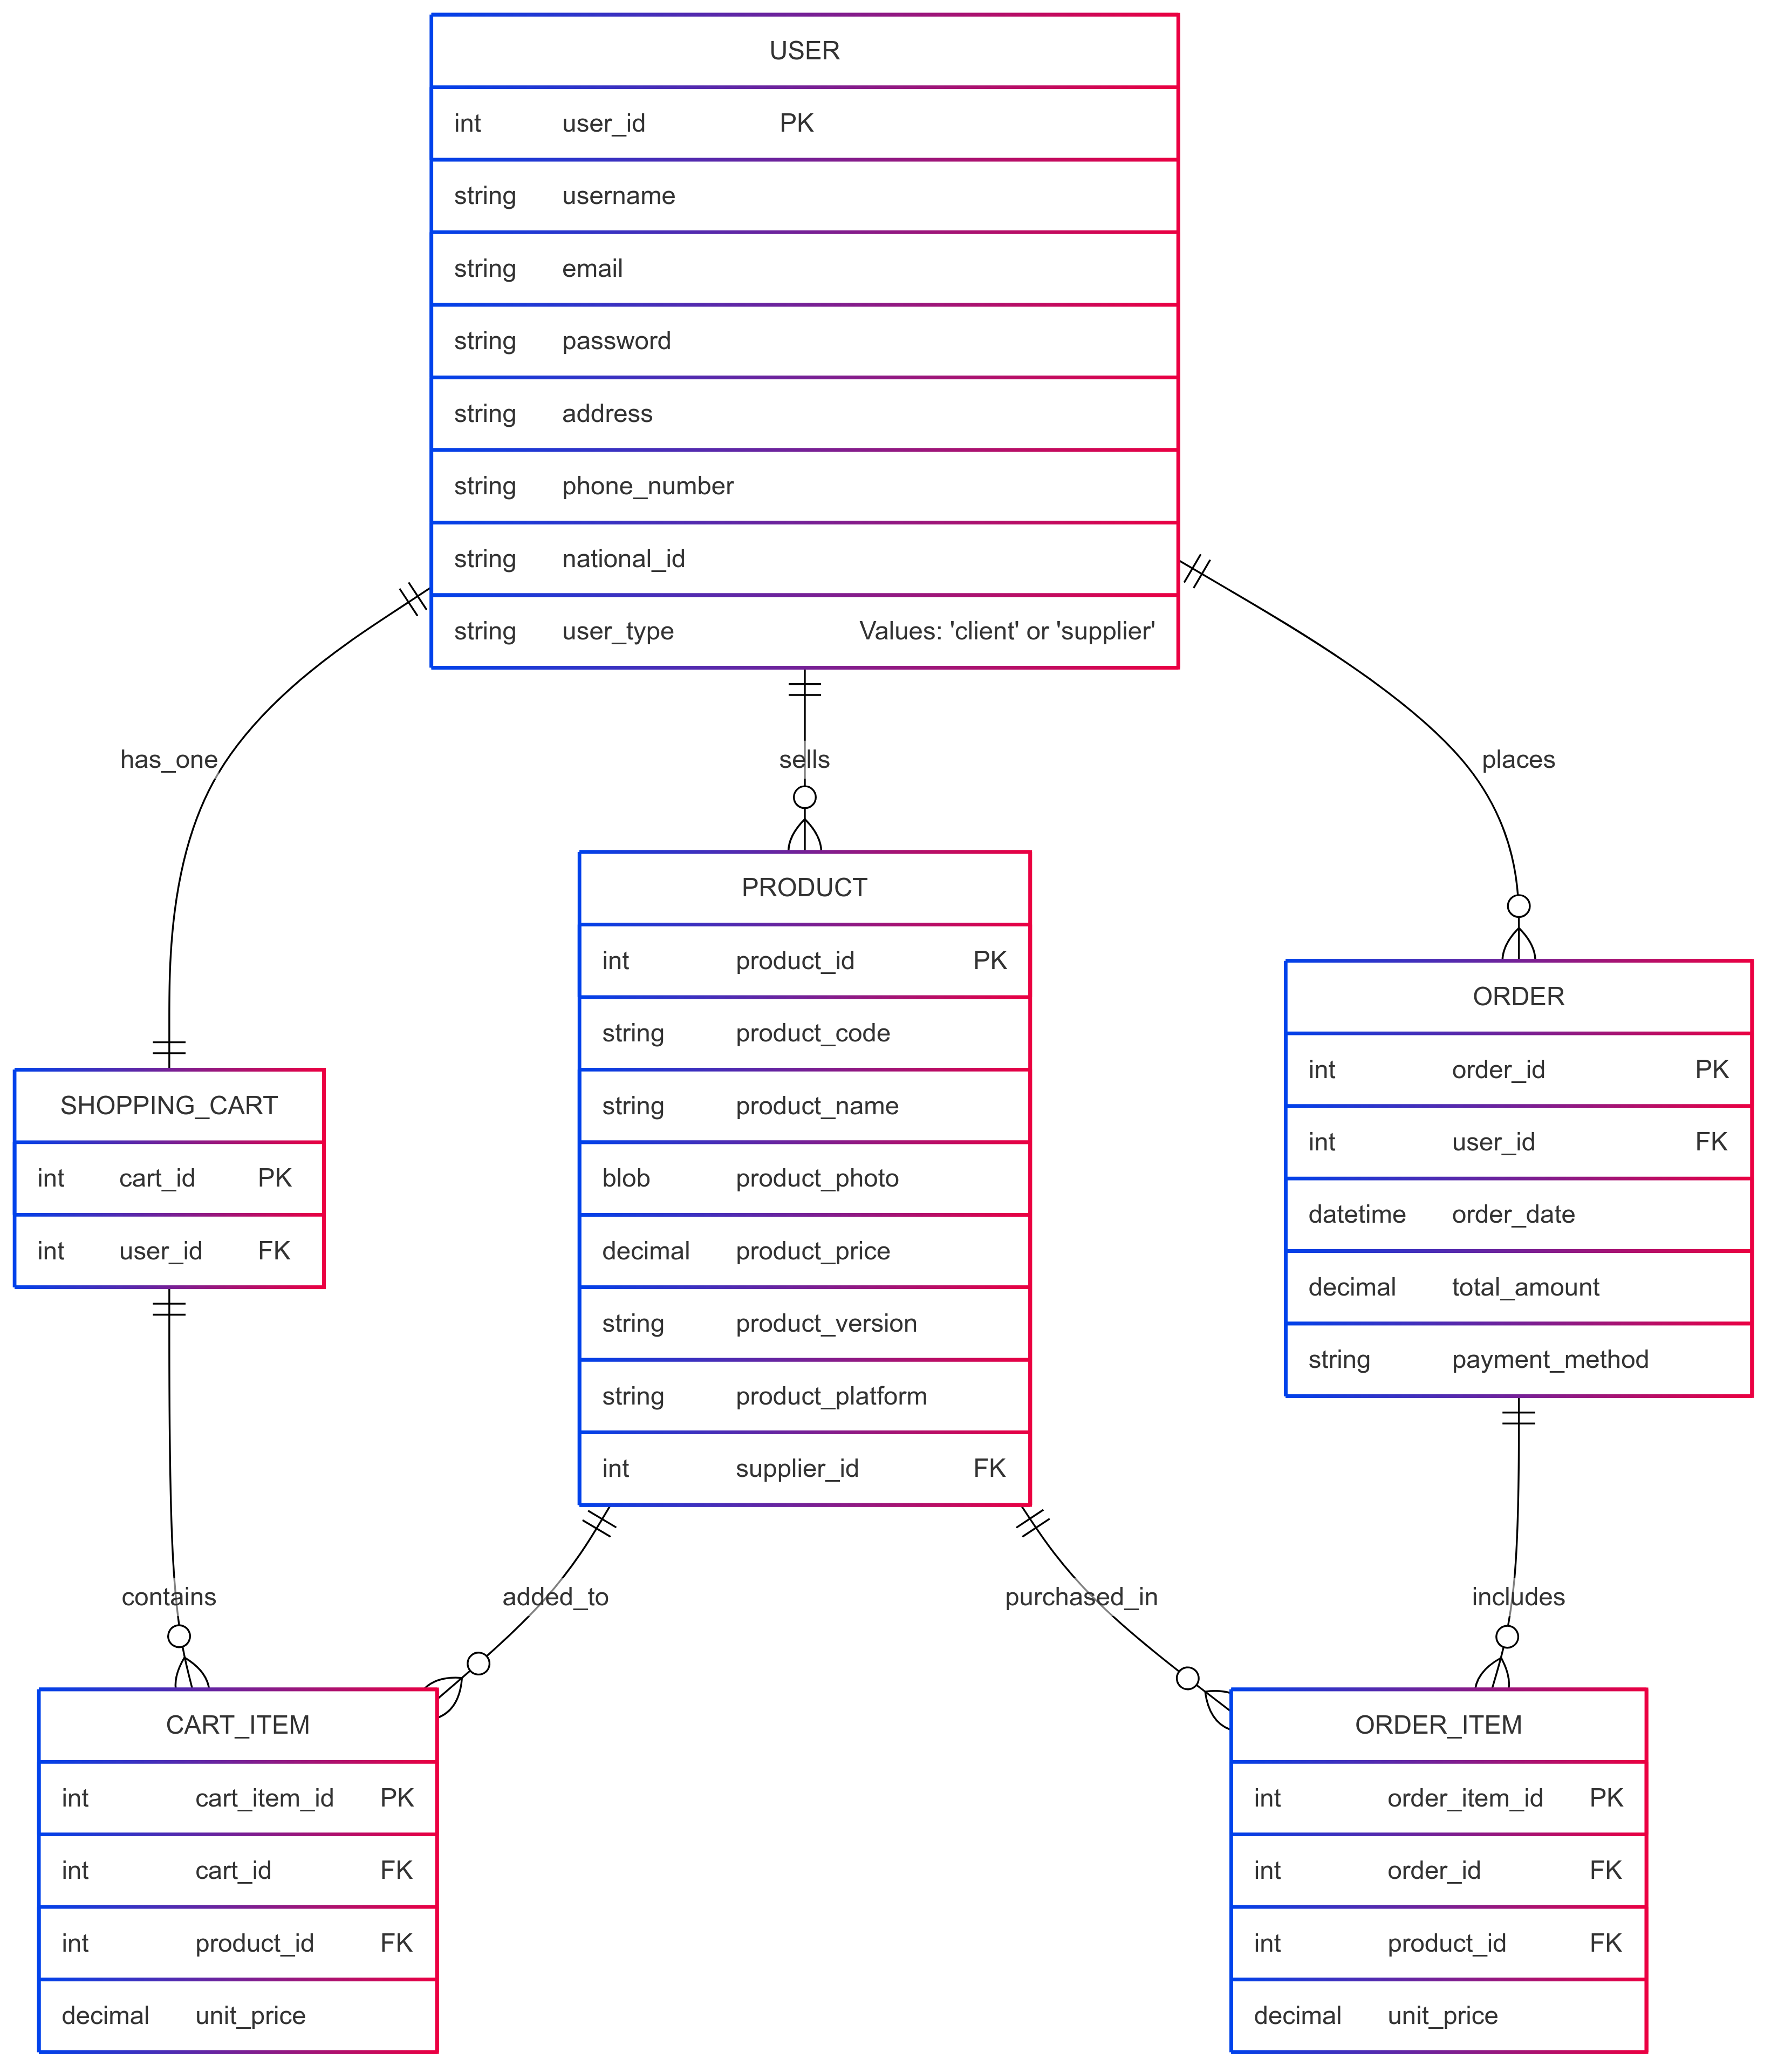 USER
int user_id PK
string username
string email
string password
string address
string phone_number
string national_id
string user_type Values: 'client' or 'supplier'
has_one
sells
places
PRODUCT
int product_id PK
string product_code
string product_name
blob product_photo
decimal product_price
string product_version
string product_platform
int supplier_id FK
ORDER
int order_id PK
int user_id FK
datetime order_date
decimal total_amount
string payment_method
SHOPPING_CART
int cart_id PK
int user_id FK
contains
added_to
purchased_in
includes
CART_ITEM
int cart_item_id PK
int cart_id FK
int product_id FK
decimal unit_price
ORDER_ITEM
int order_item_id PK
int order_id FK
int product_id FK
decimal unit_price